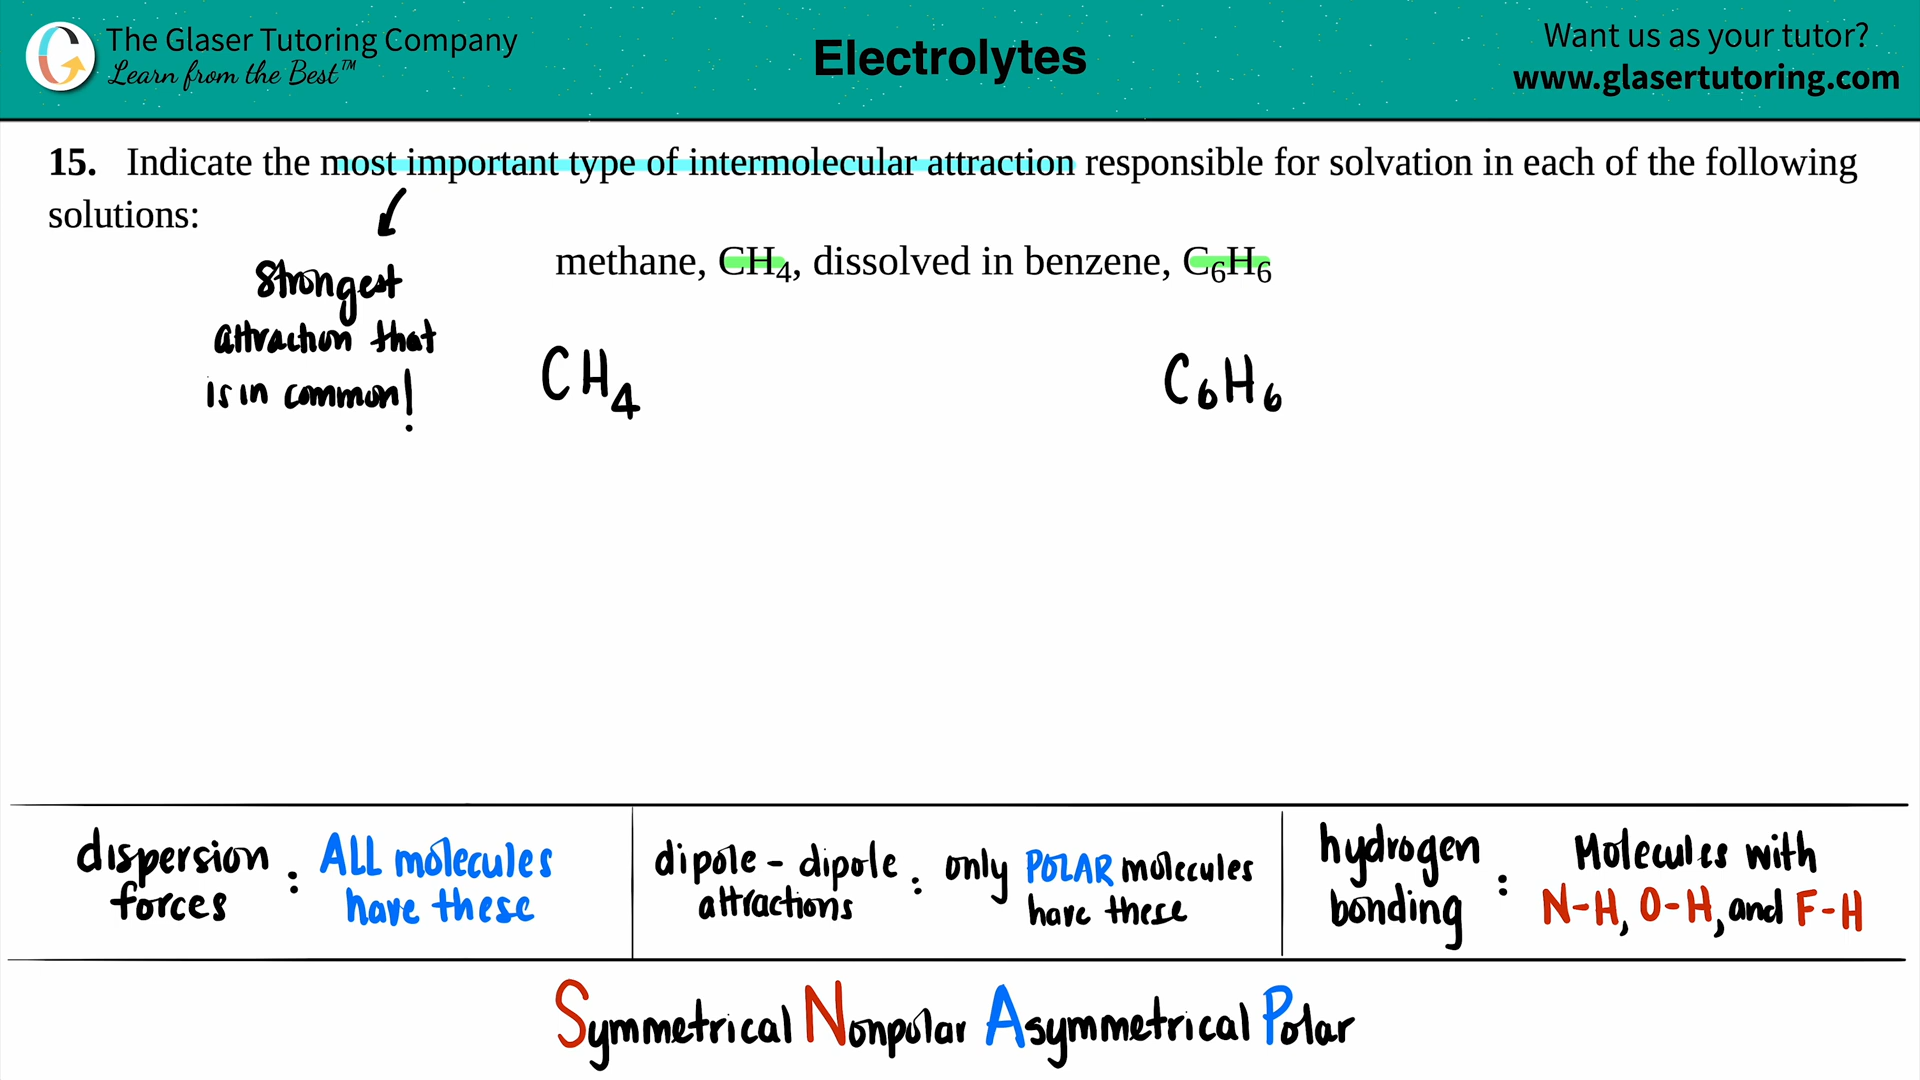 The Glaser Tutoring Company
Learn from the Best™
Electrolytes
Want us as your tutor?
www.glasertutoring.com
15. Indicate the most important type of intermolecular attraction responsible for solvation in each of the following
solutions:
methane, CH₄, dissolved in benzene, C₆H₆
Strongest
attraction that
is in common!
CH₄
C₆H₆
dispersion
forces : ALL molecules
have these
dipole - dipole
attractions : only POLAR molecules
have these
hydrogen
bonding : Molecules with
N-H, O-H, and F-H
Symmetrical Nonpolar Asymmetrical Polar